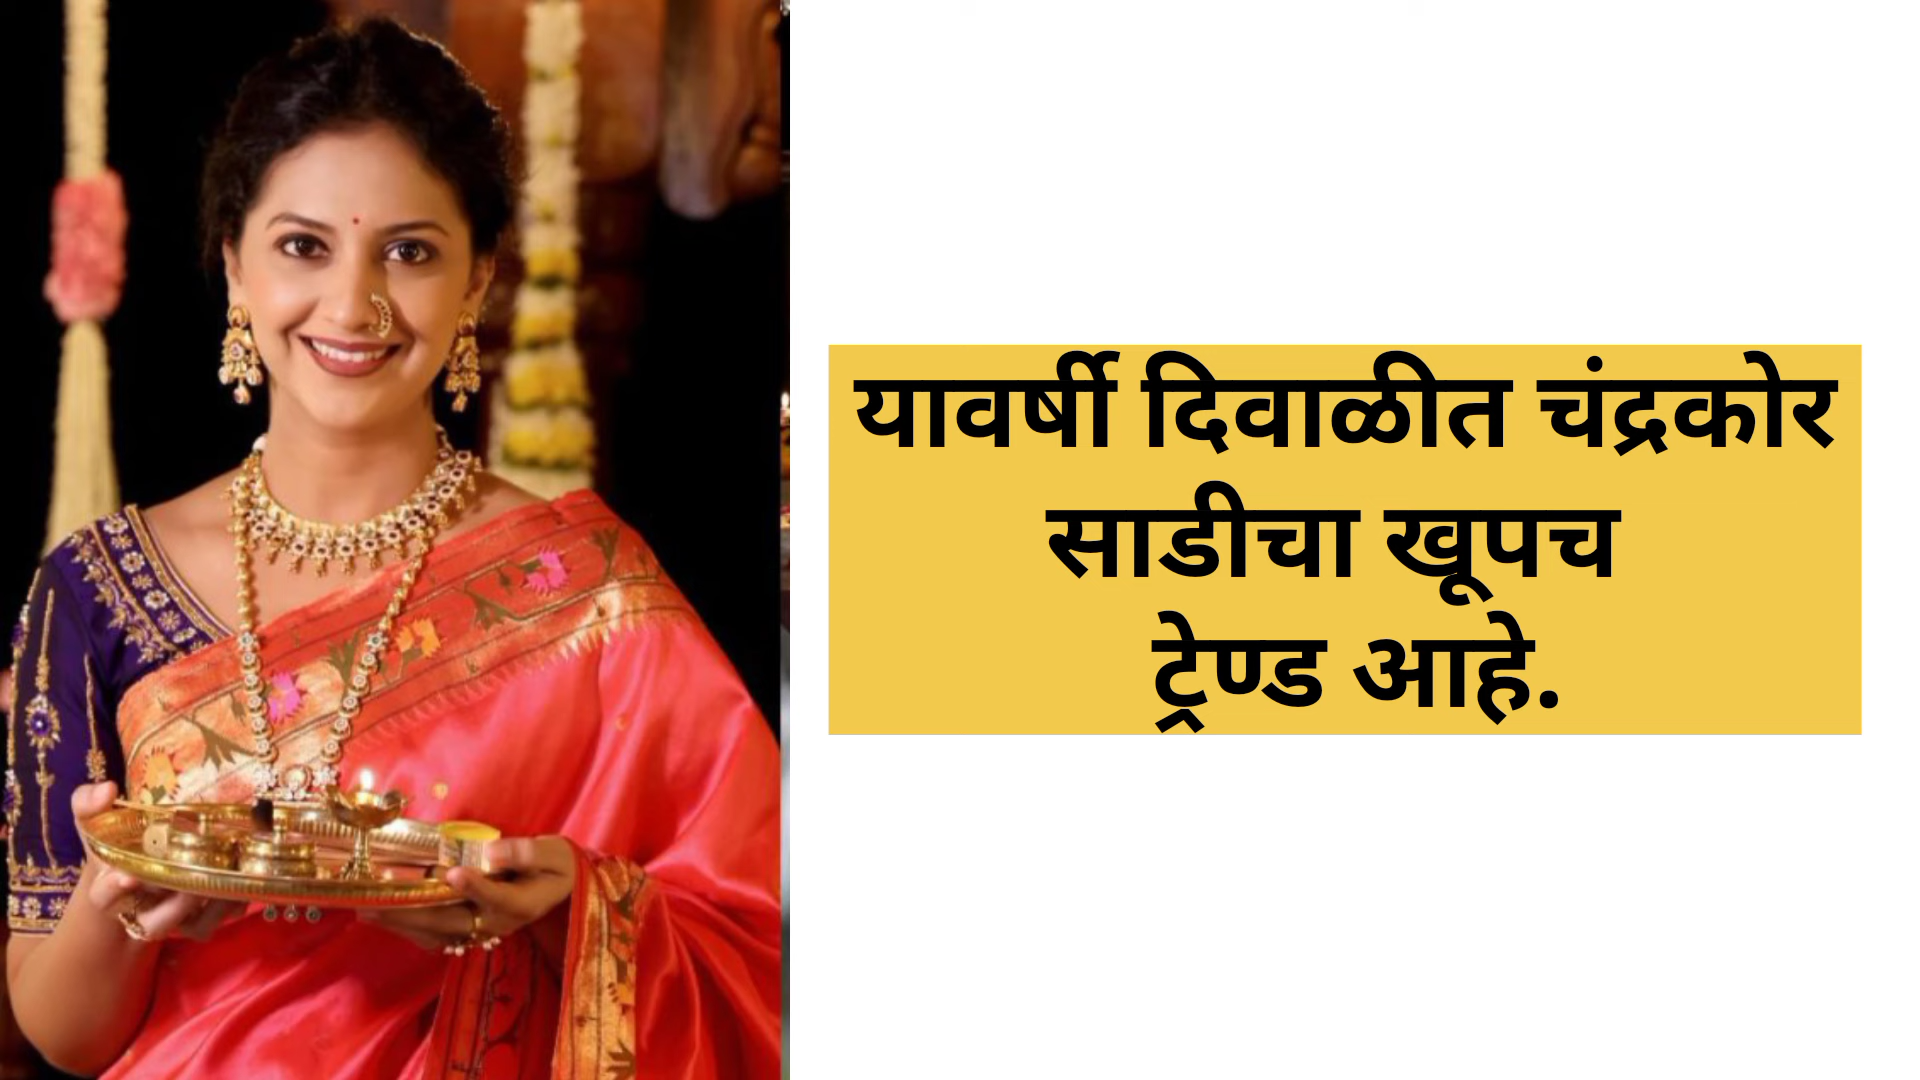 यावर्षी दिवाळीत चंद्रकोर
साडीचा खूपच
ट्रेण्ड आहे.